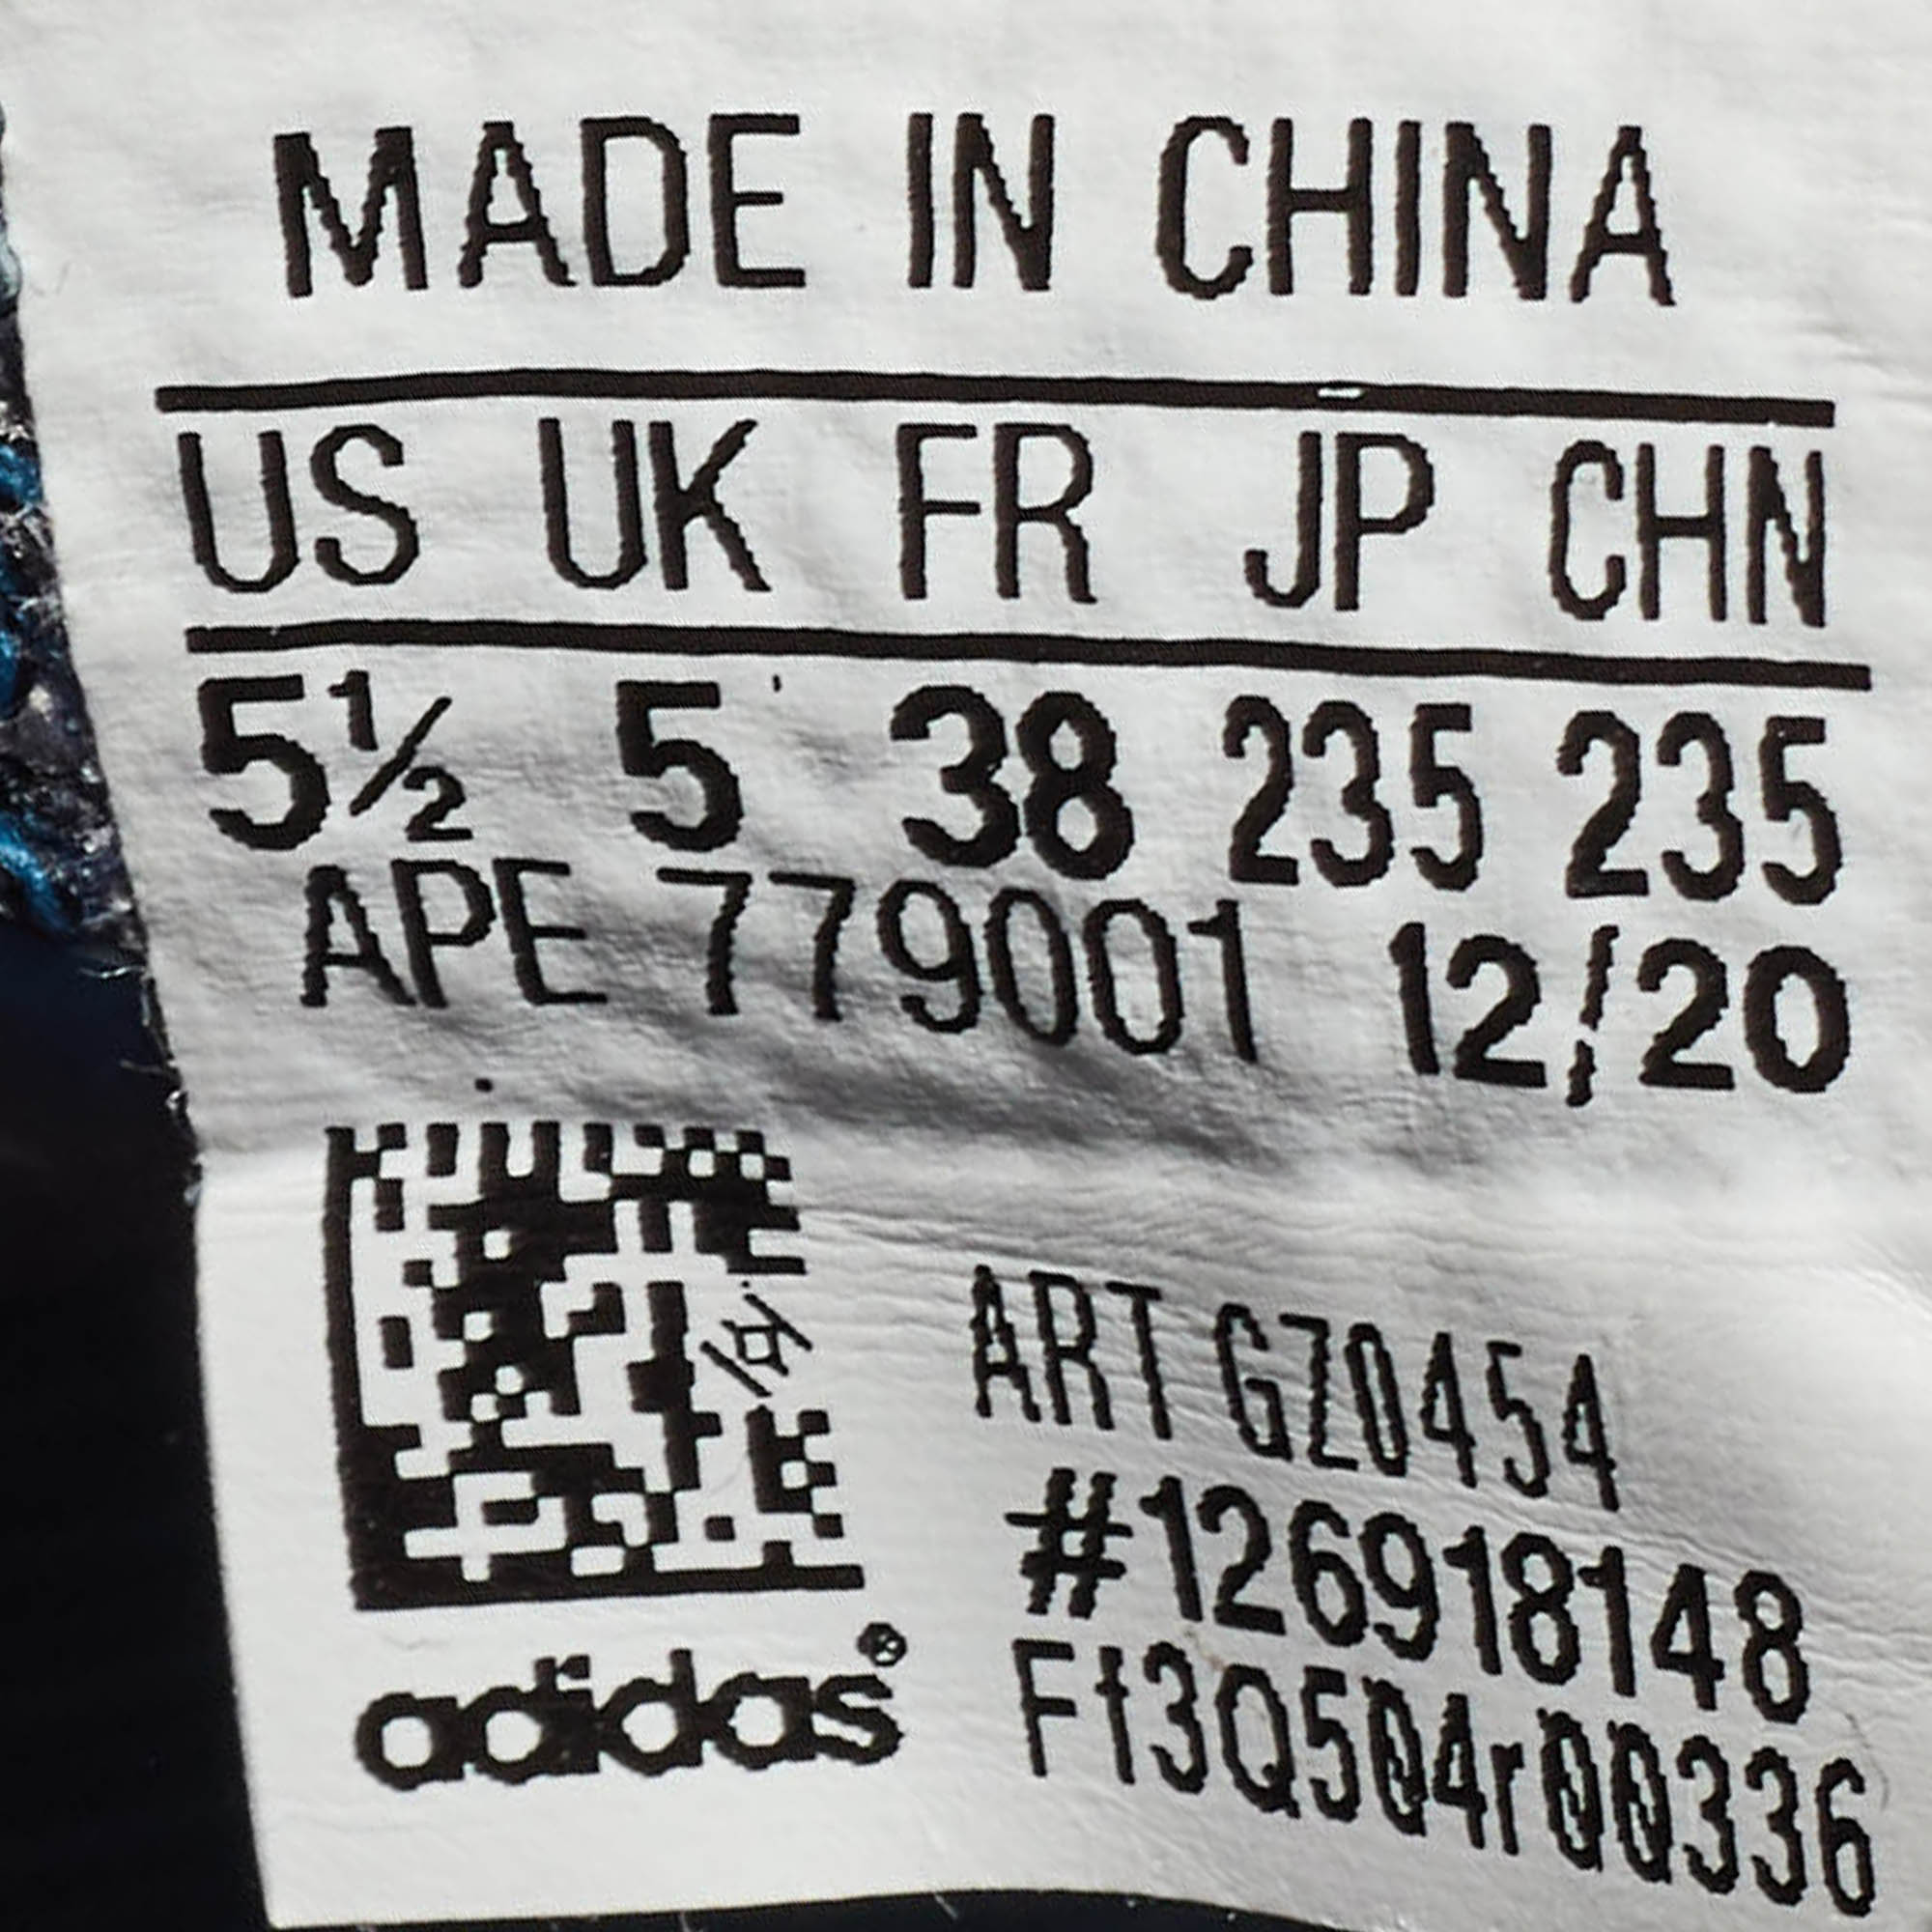 MADE IN CHINA
US UK FR JP CHN
5½ 5 38 235 235
APE 779001 12/20
ART GZ0454
#126918148
Ft3Q504r00336
adidas®